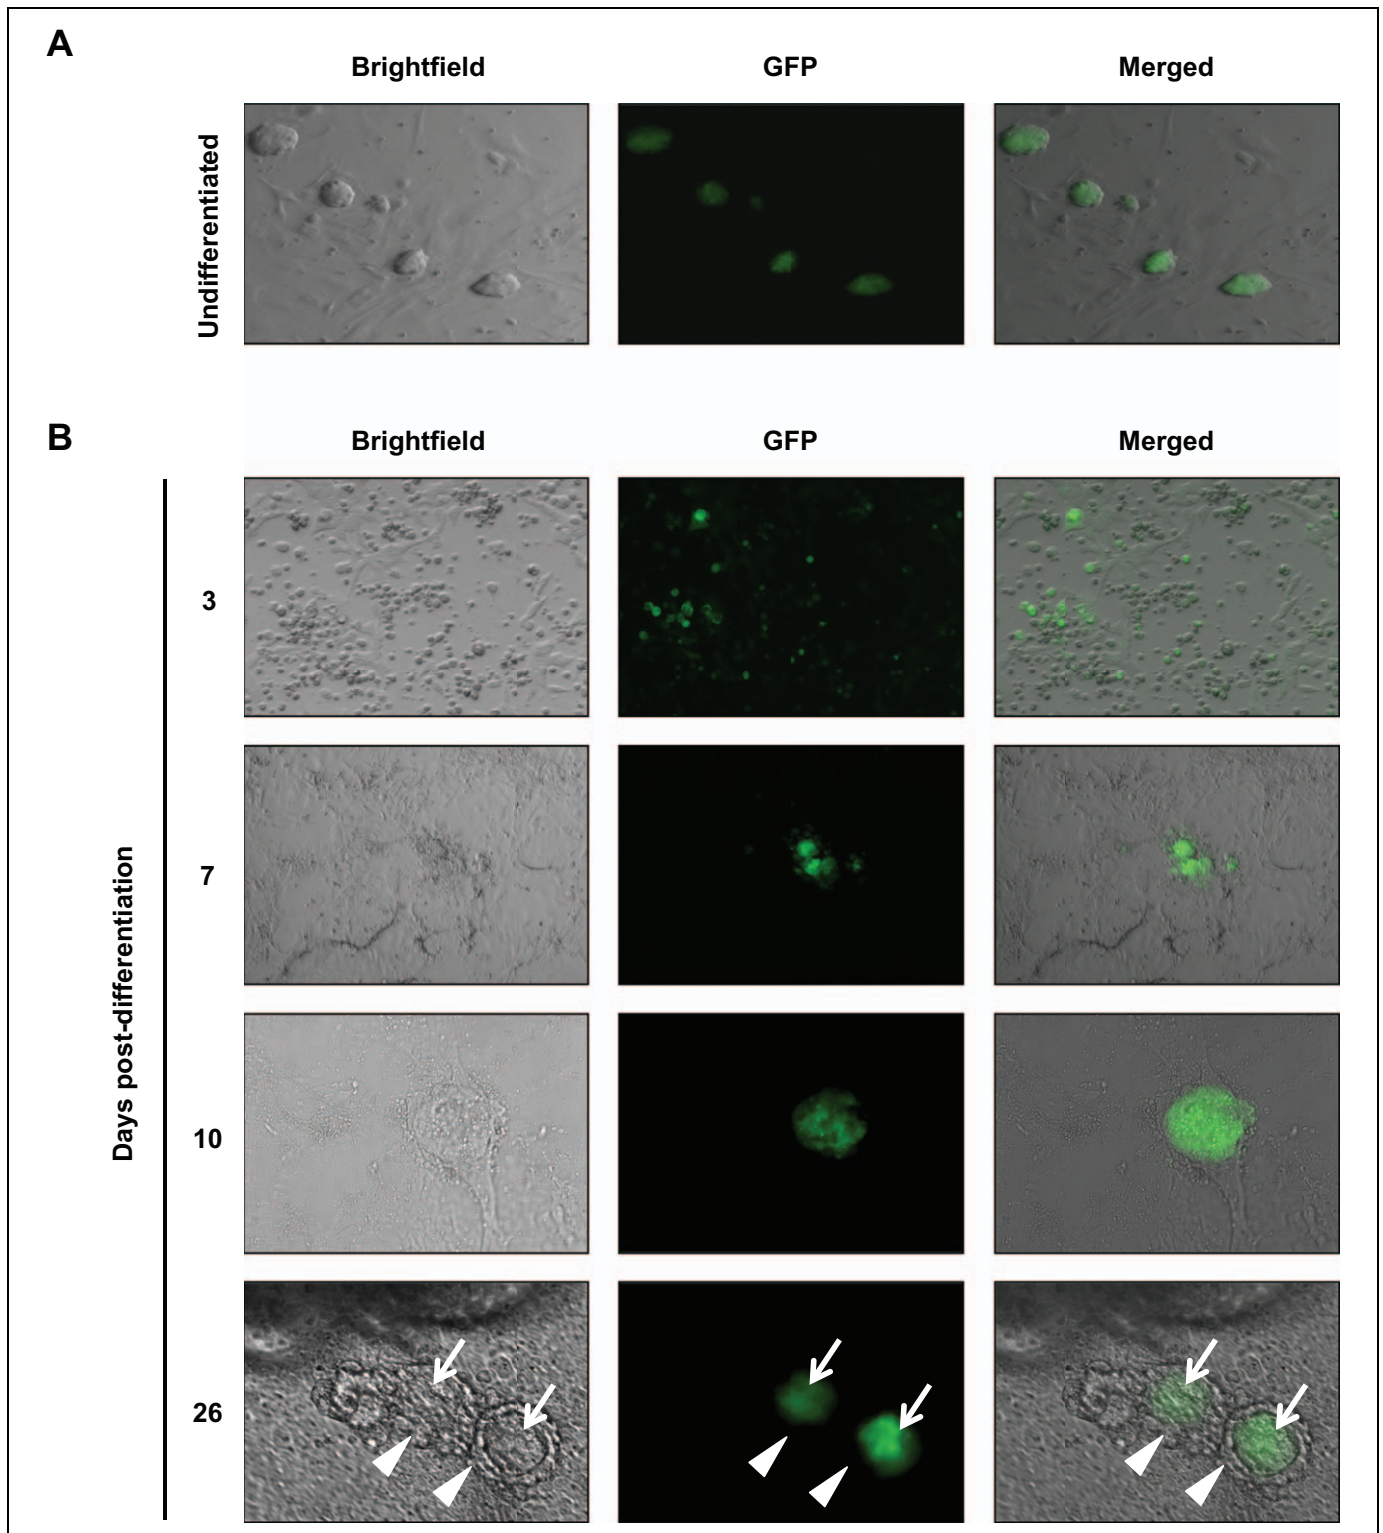 A
Brightfield GFP Merged
Undifferentiated
B
Brightfield GFP Merged
Days post-differentiation
3
7
10
26